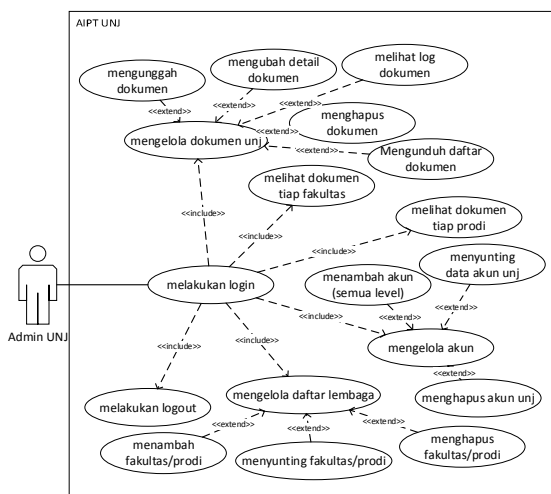 AIPT UNJ
mengunggah
dokumen
mengubah detail
dokumen
melihat log
dokumen
<<extend>>
<<extend>>
<<extend>>
menghapus
dokumen
<<extend>>
mengelola dokumen unj
<<extend>>
Mengunduh daftar
dokumen
melihat dokumen
tiap fakultas
melihat dokumen
tiap prodi
<<include>>
<<include>>
<<include>>
menyunting
data akun unj
menambah akun
(semua level)
melakukan login
Admin UNJ
<<include>>
<<extend>>
<<extend>>
mengelola akun
<<include>>
<<include>>
<<extend>>
menghapus akun unj
mengelola daftar lembaga
melakukan logout
<<extend>>
<<extend>>
<<extend>>
menambah
fakultas/prodi
menyunting fakultas/prodi
menghapus
fakultas/prodi